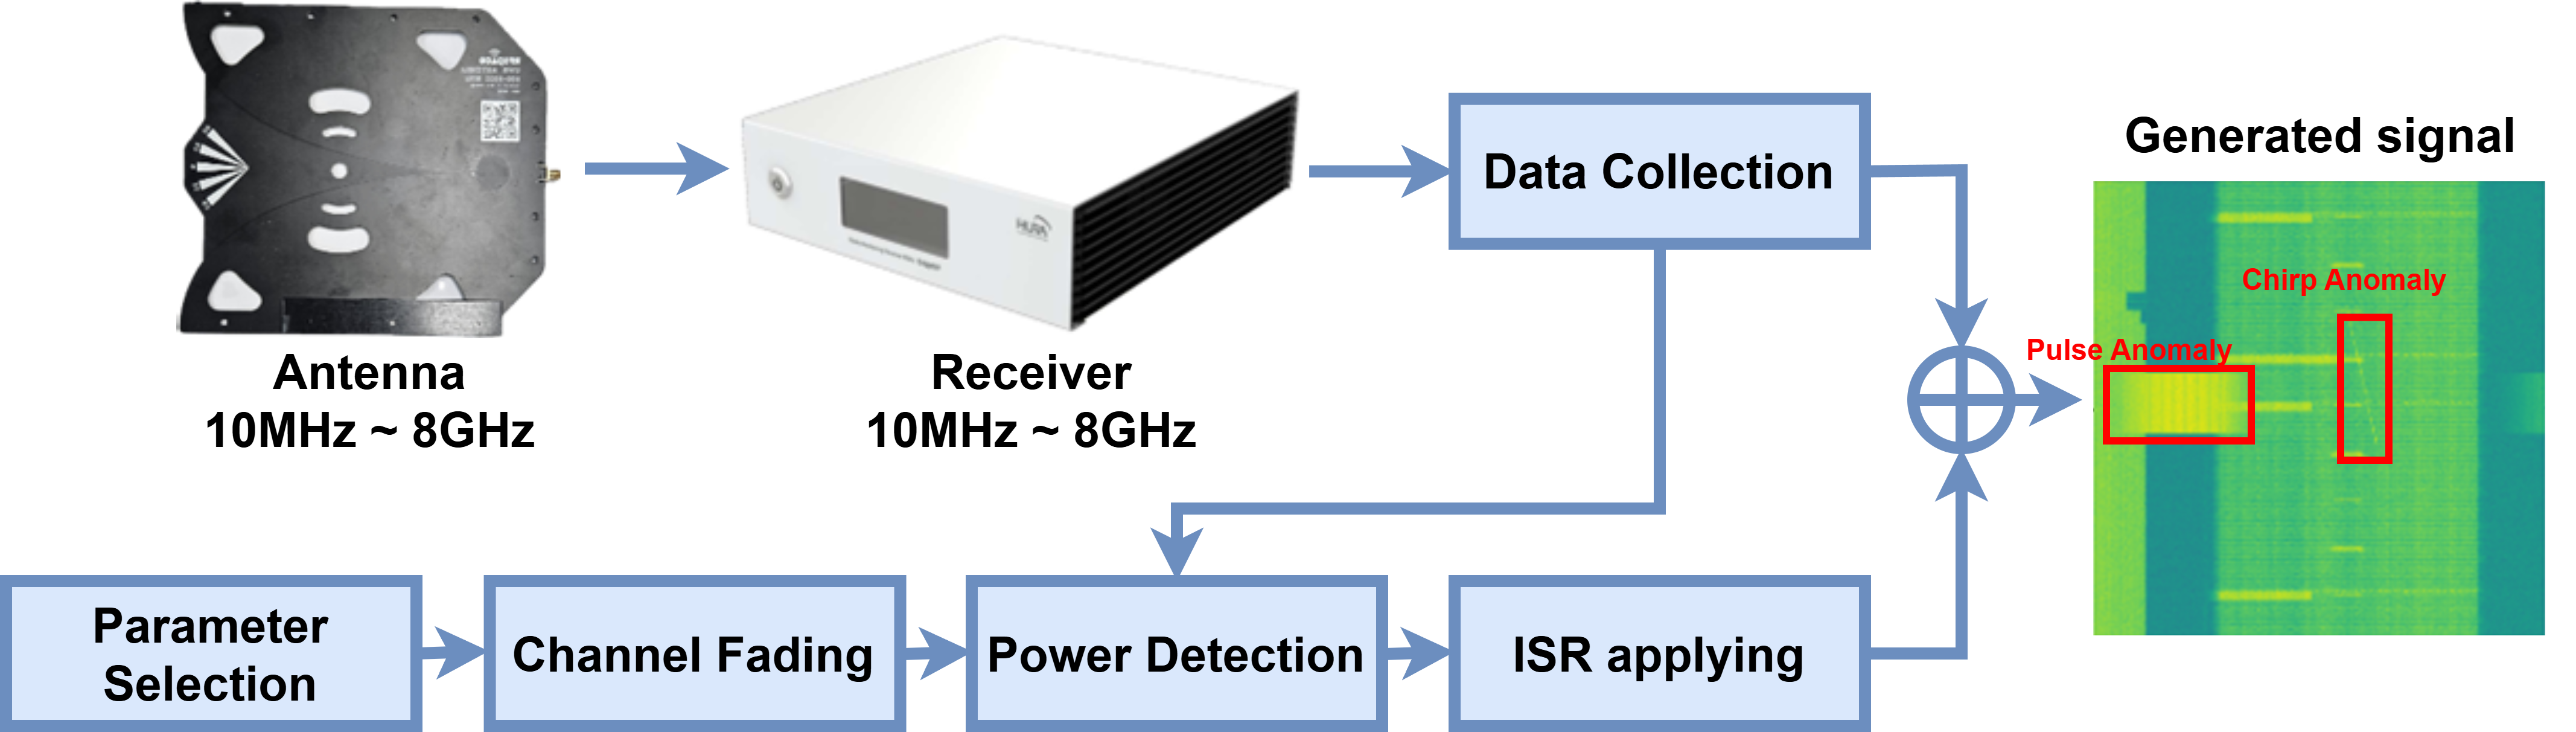 Antenna
10MHz ~ 8GHz
HURA
Receiver
10MHz ~ 8GHz
Data Collection
Generated signal
Chirp Anomaly
Pulse Anomaly
Parameter
Selection
Channel Fading
Power Detection
ISR applying